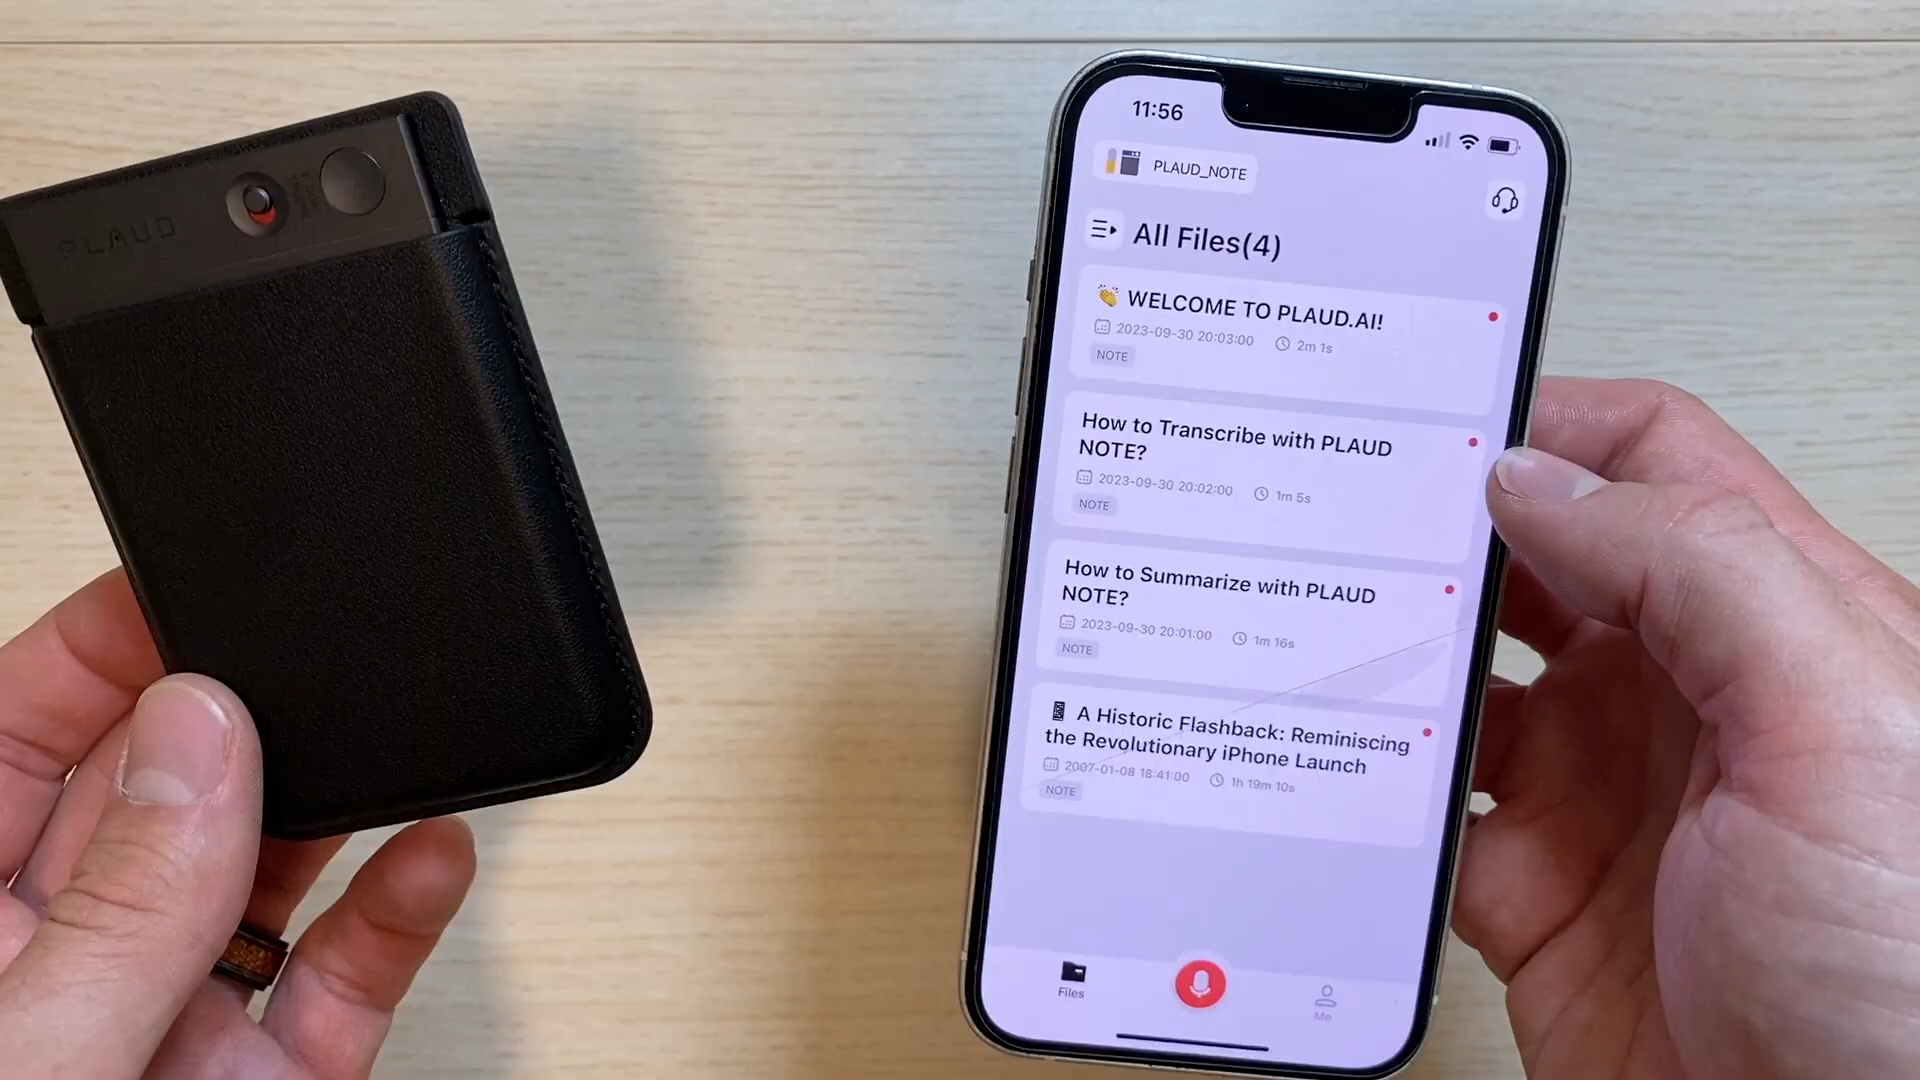 PLAUD
11:56
PLAUD_NOTE
All Files(4)
👏 WELCOME TO PLAUD.AI!
2023-09-30 20:03:00 2m 1s
NOTE
How to Transcribe with PLAUD
NOTE?
2023-09-30 20:02:00 1m 5s
NOTE
How to Summarize with PLAUD
NOTE?
2023-09-30 20:01:00 1m 16s
NOTE
📱 A Historic Flashback: Reminiscing
the Revolutionary iPhone Launch
2007-01-08 18:41:00 1h 19m 10s
NOTE
Files
Me